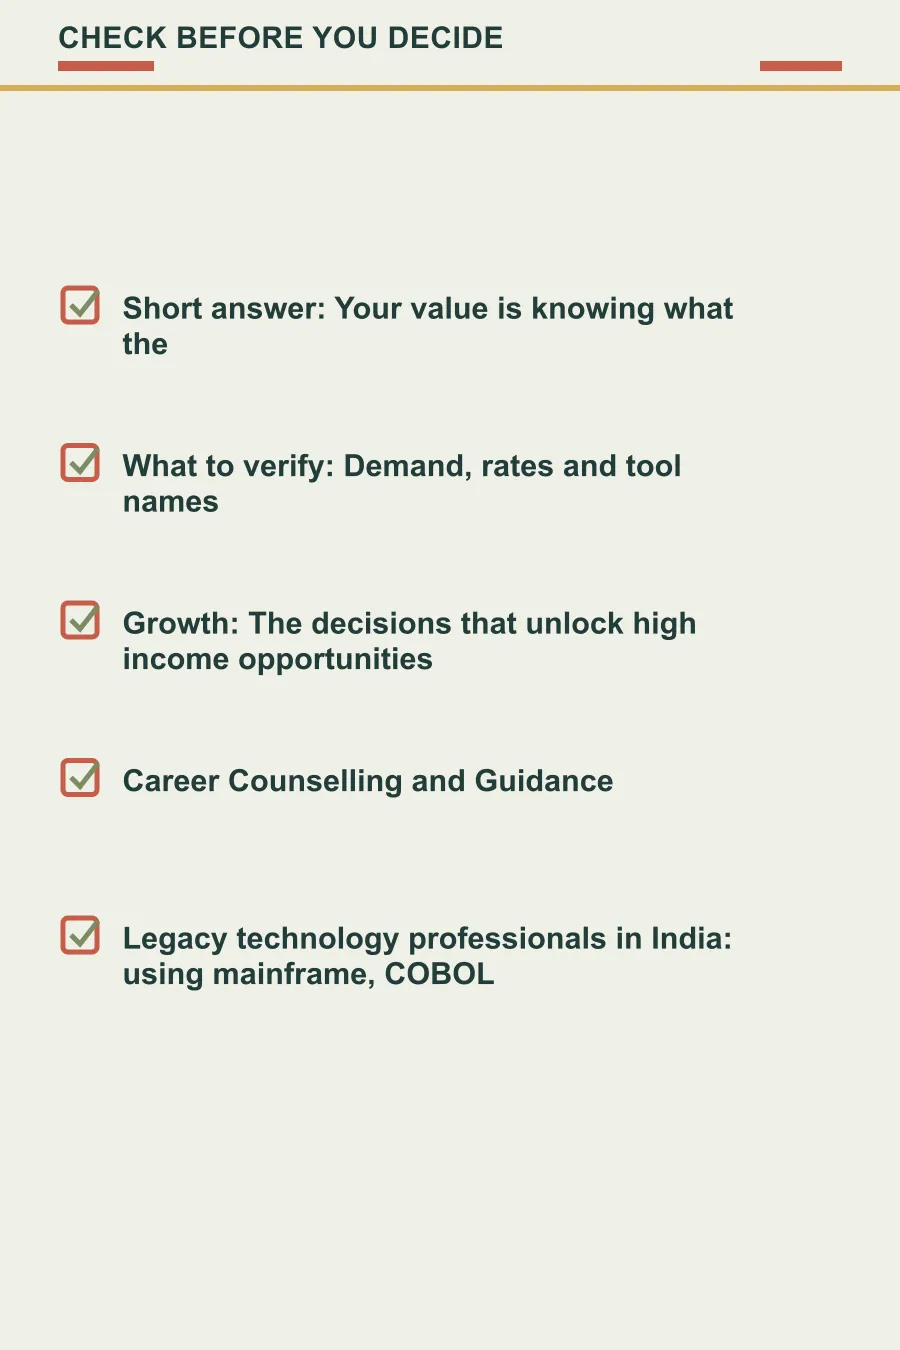 CHECK BEFORE YOU DECIDE
Short answer: Your value is knowing what
the
What to verify: Demand, rates and tool
names
Growth: The decisions that unlock high
income opportunities
Career Counselling and Guidance
Legacy technology professionals in India:
using mainframe, COBOL